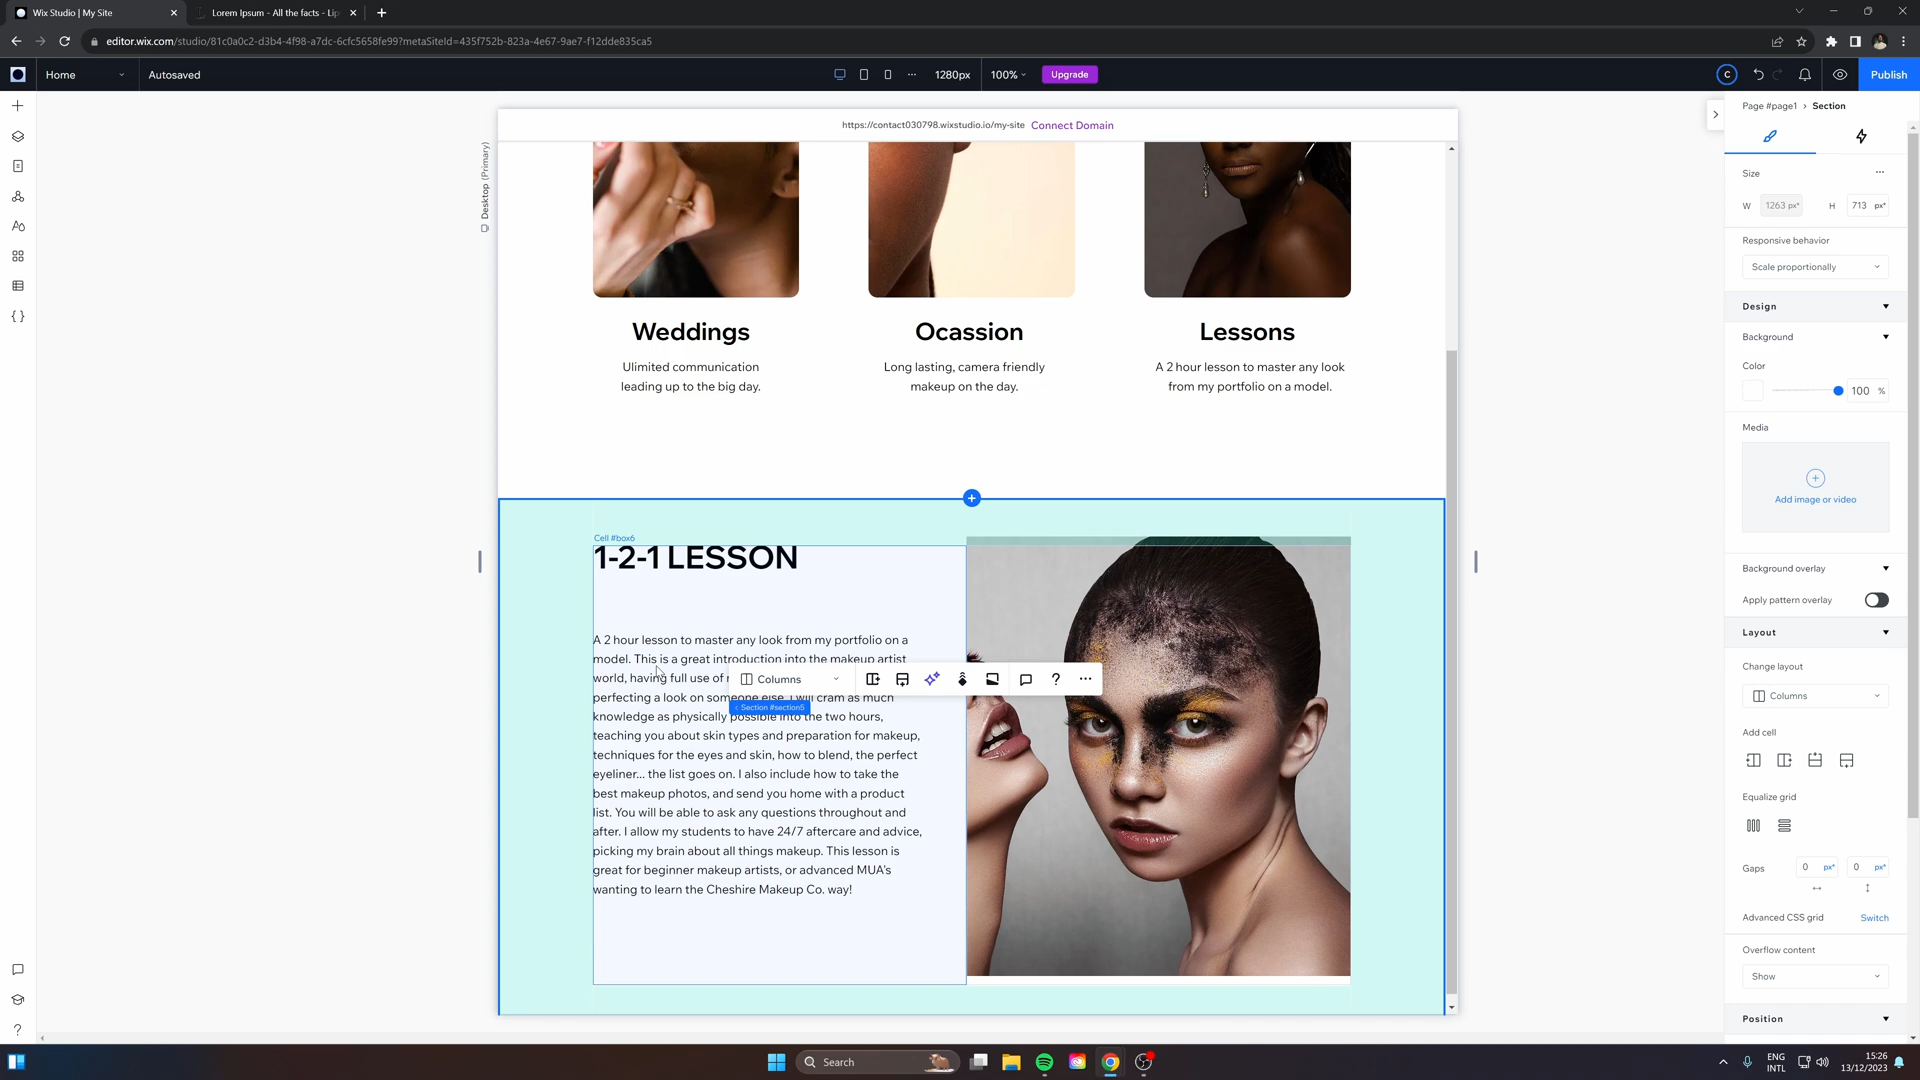 Wix Studio | My Site
Lorem Ipsum - All the facts - Lip
editor.wix.com/studio/81c0a0c2-d3b4-4f98-a7dc-6cfc5658fe99?metaSiteId=435f752b-823a-4e67-9ae7-f12dde835ca5
Home
Autosaved
1280px
100%
Upgrade
C
Publish
https://contact030798.wixstudio.io/my-site Connect Domain
Desktop (Primary)
Weddings
Ulimited communication
leading up to the big day.
Ocassion
Long lasting, camera friendly
makeup on the day.
Lessons
A 2 hour lesson to master any look
from my portfolio on a model.
Cell #box6
1-2-1 LESSON
A 2 hour lesson to master any look from my portfolio on a
model. This is a great introduction into the makeup artist
world, having full use of
Columns
perfecting a look on someone else. I will cram as much
Section #section5
knowledge as physically possible into the two hours,
teaching you about skin types and preparation for makeup,
techniques for the eyes and skin, how to blend, the perfect
eyeliner... the list goes on. I also include how to take the
best makeup photos, and send you home with a product
list. You will be able to ask any questions throughout and
after. I allow my students to have 24/7 aftercare and advice,
picking my brain about all things makeup. This lesson is
great for beginner makeup artists, or advanced MUA's
wanting to learn the Cheshire Makeup Co. way!
Page #page1 > Section
Size
W 1263 px* H 713 px*
Responsive behavior
Scale proportionally
Design
Background
Color
100 %
Media
Add image or video
Background overlay
Apply pattern overlay
Layout
Change layout
Columns
Add cell
Equalize grid
Gaps 0 px* 0 px*
Advanced CSS grid Switch
Overflow content
Show
Position
Search
ENG
INTL
15:26
13/12/2023